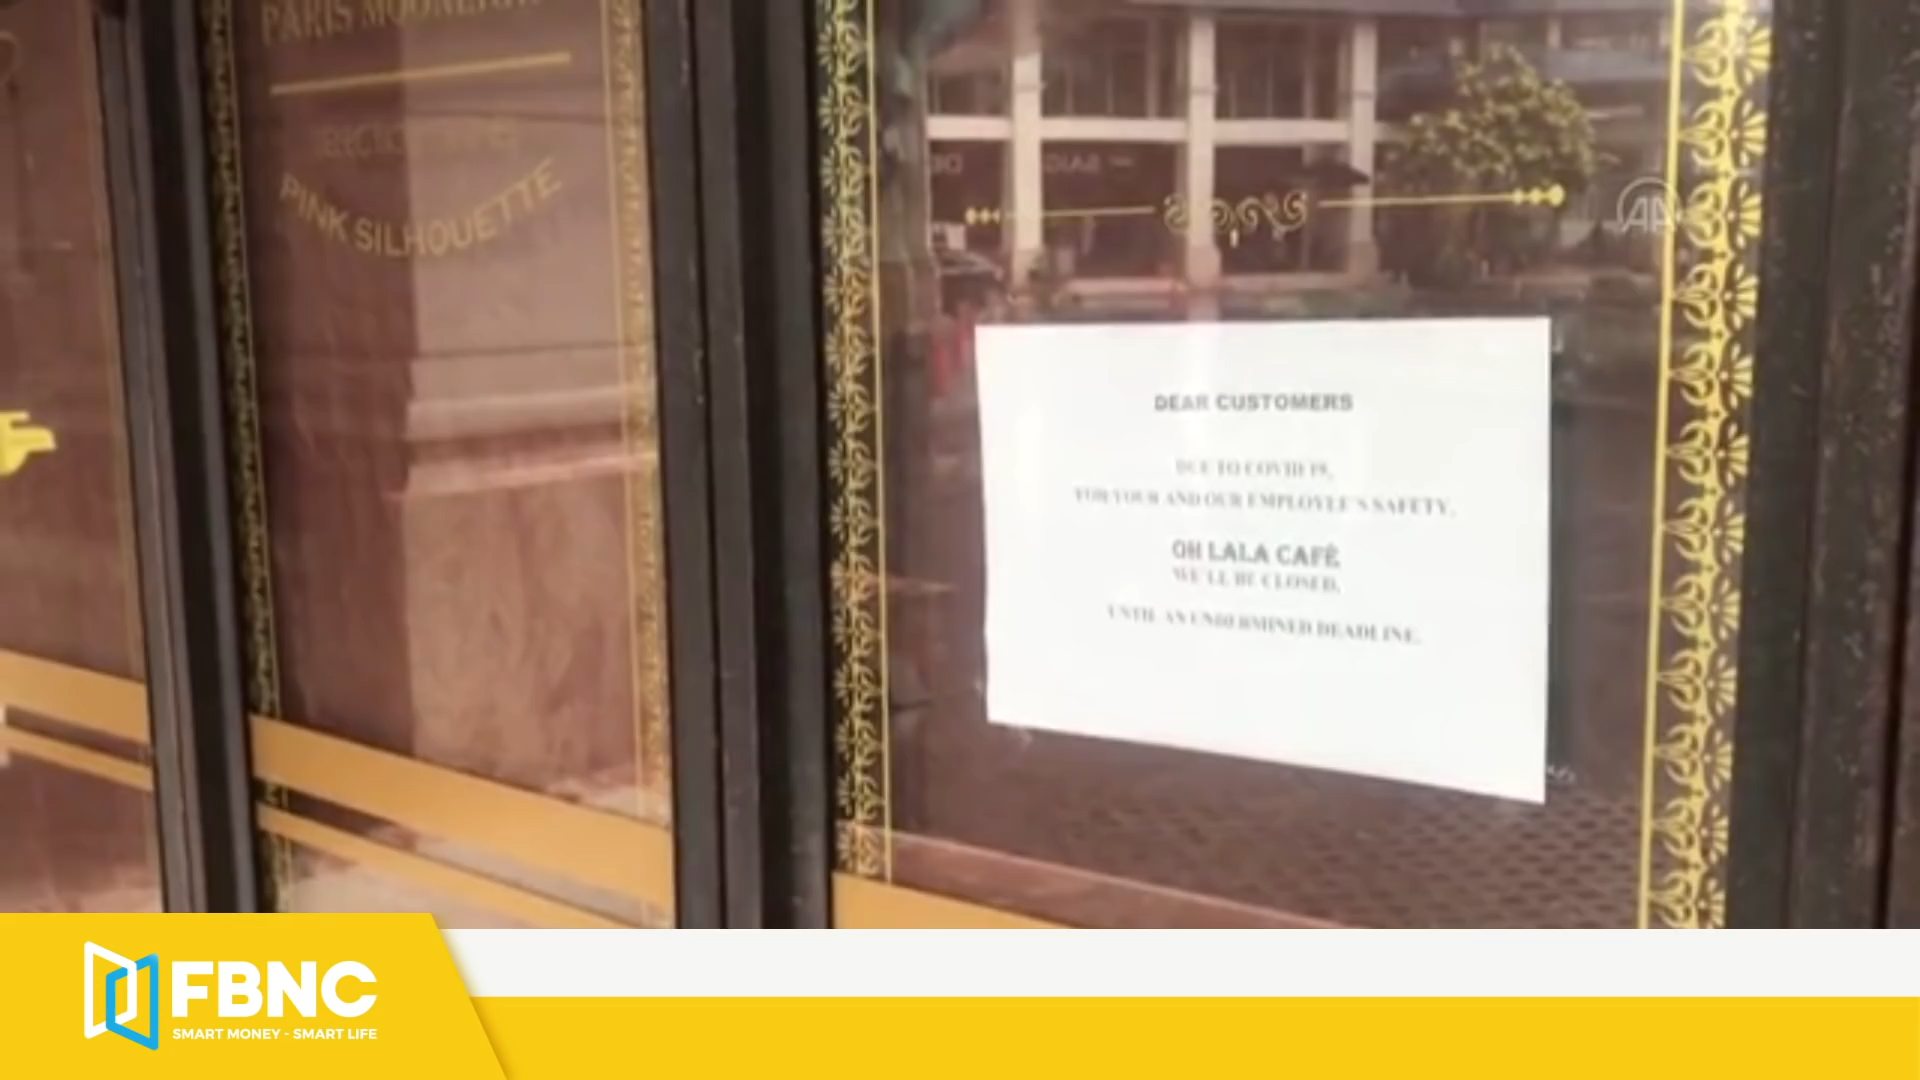 PARIS MOONLIGHT
PINK SILHOUETTE
AA
DEAR CUSTOMERS
DUE TO COVID 19,
FOR YOUR AND OUR EMPLOYEE'S SAFETY,
OH LALA CAFÉ
WE'LL BE CLOSED,
UNTIL AN UNDERMINED DEADLINE.
FBNC
SMART MONEY - SMART LIFE